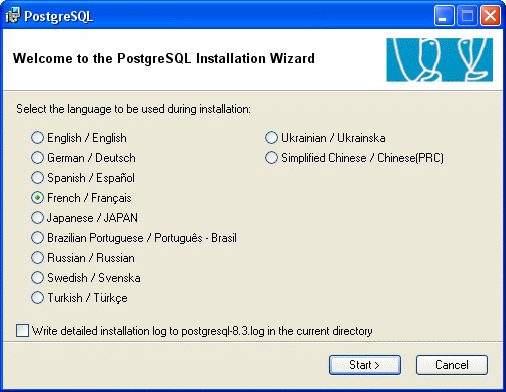 PostgreSQL
Welcome to the PostgreSQL Installation Wizard
Select the language to be used during installation:
English / English
German / Deutsch
Spanish / Español
French / Français
Japanese / JAPAN
Brazilian Portuguese / Português - Brasil
Russian / Russian
Swedish / Svenska
Turkish / Türkçe
Ukrainian / Ukrainska
Simplified Chinese / Chinese(PRC)
Write detailed installation log to postgresql-8.3.log in the current directory
Start >
Cancel